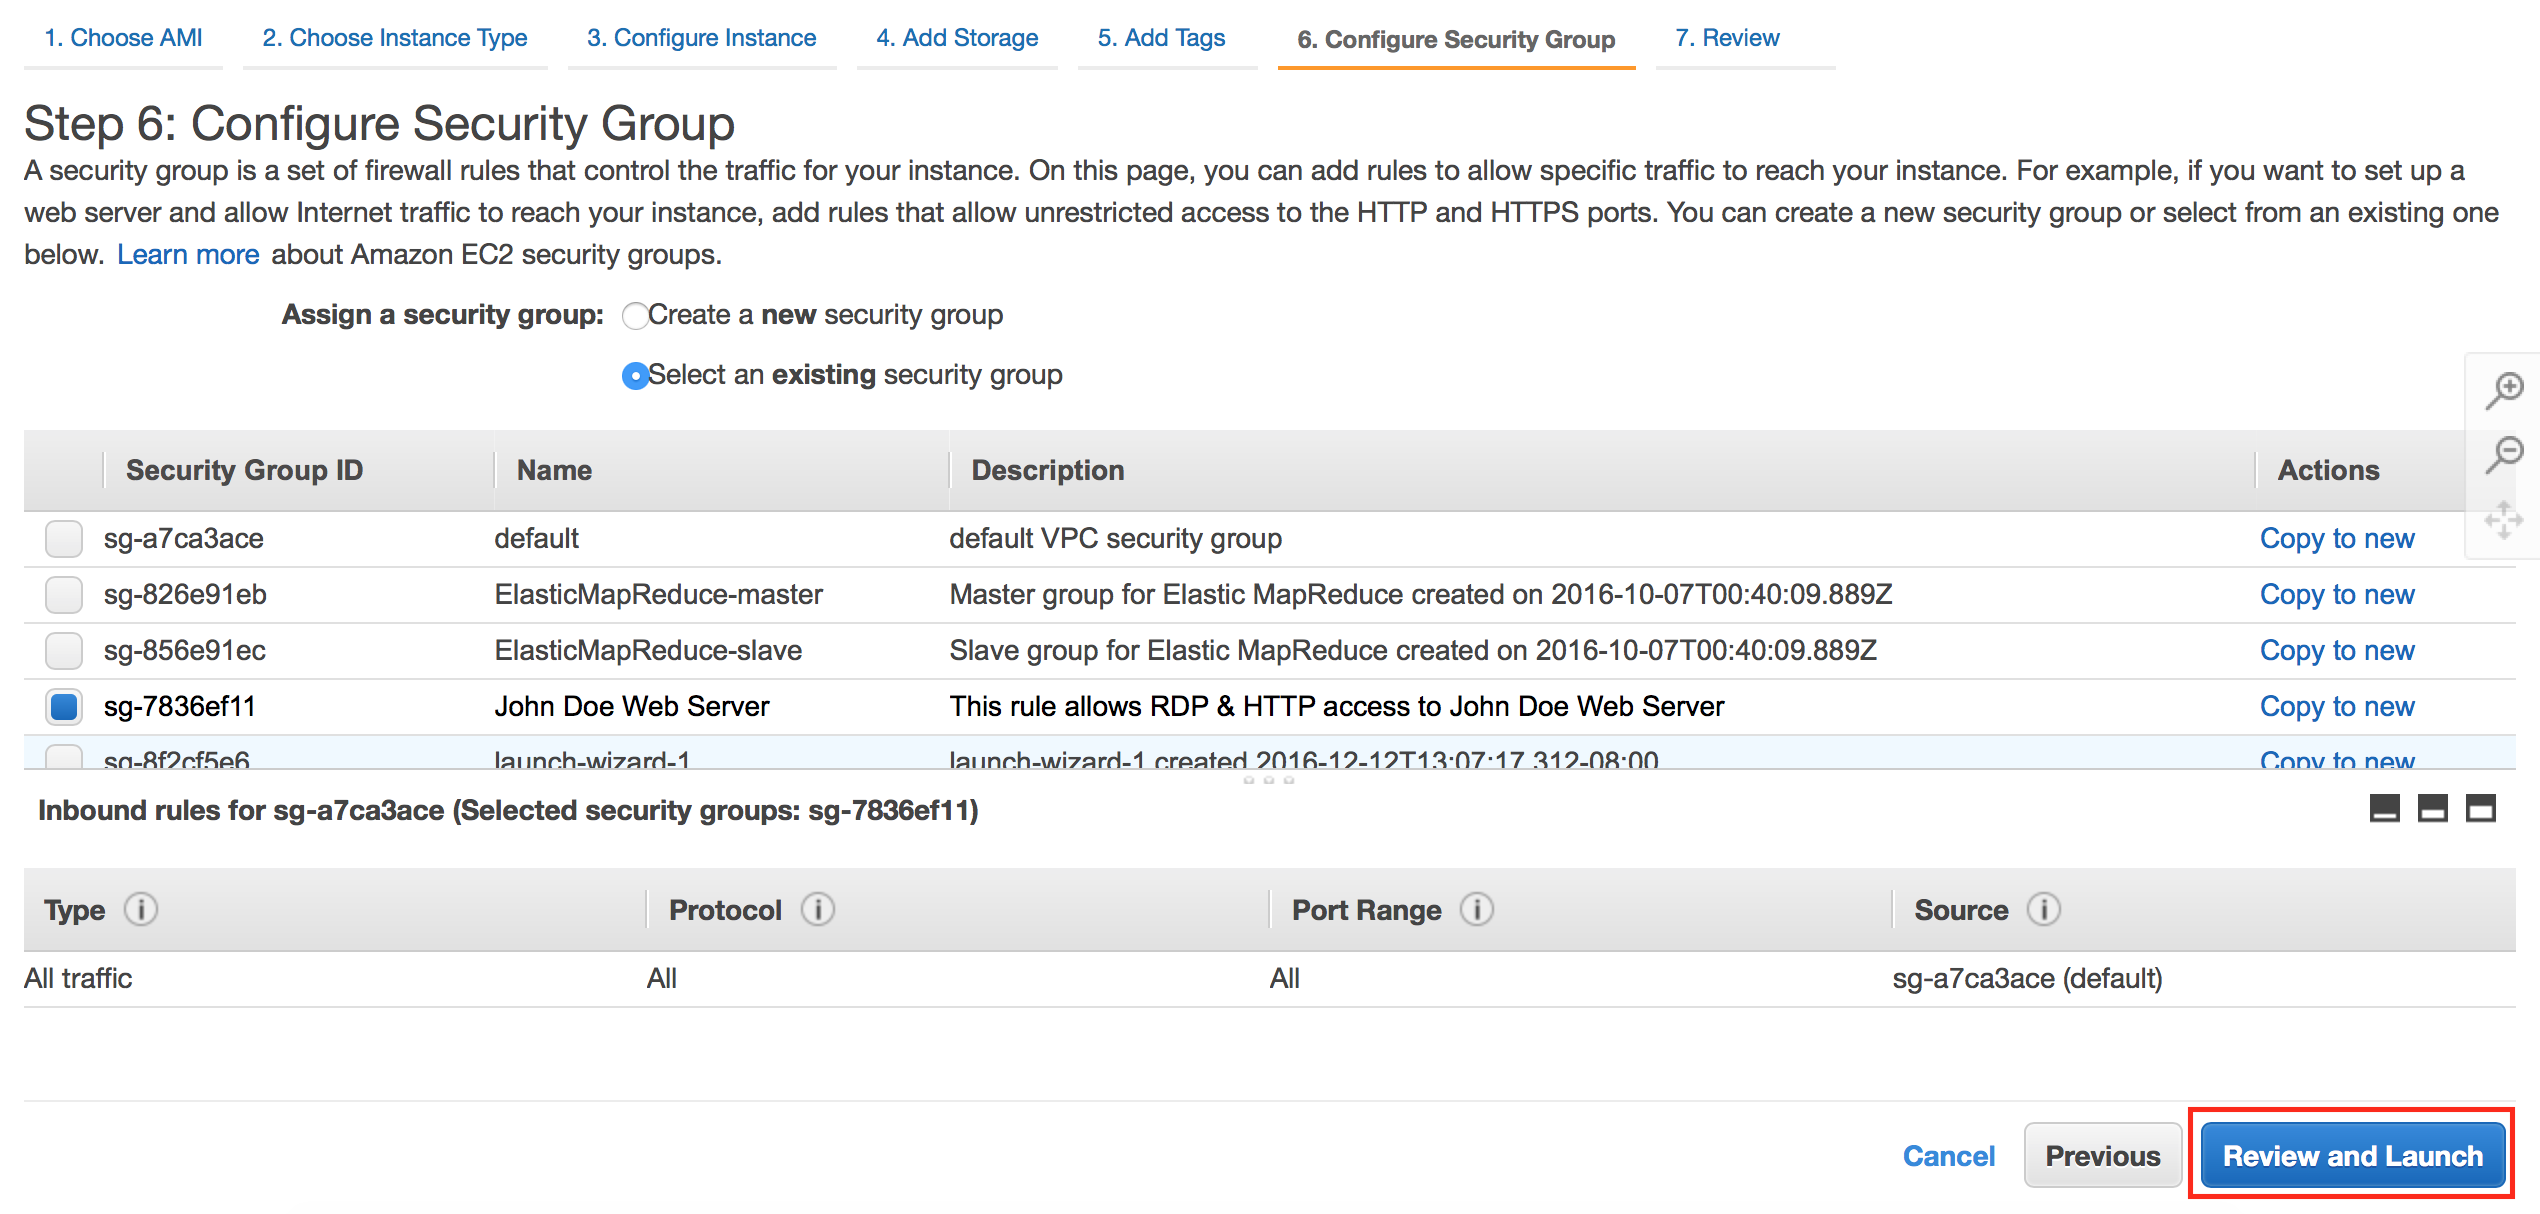 1. Choose AMI 2. Choose Instance Type 3. Configure Instance 4. Add Storage 5. Add Tags 6. Configure Security Group 7. Review
Step 6: Configure Security Group
A security group is a set of firewall rules that control the traffic for your instance. On this page, you can add rules to allow specific traffic to reach your instance. For example, if you want to set up a
web server and allow Internet traffic to reach your instance, add rules that allow unrestricted access to the HTTP and HTTPS ports. You can create a new security group or select from an existing one
below. Learn more about Amazon EC2 security groups.
Assign a security group: Create a new security group
Select an existing security group
Security Group ID Name Description Actions
sg-a7ca3ace default default VPC security group Copy to new
sg-826e91eb ElasticMapReduce-master Master group for Elastic MapReduce created on 2016-10-07T00:40:09.889Z Copy to new
sg-856e91ec ElasticMapReduce-slave Slave group for Elastic MapReduce created on 2016-10-07T00:40:09.889Z Copy to new
sg-7836ef11 John Doe Web Server This rule allows RDP & HTTP access to John Doe Web Server Copy to new
sg-8f2cf5e6 launch-wizard-1 launch-wizard-1 created 2016-12-12T13:07:17.312-08:00 Copy to new
Inbound rules for sg-a7ca3ace (Selected security groups: sg-7836ef11)
Type Protocol Port Range Source
All traffic All All sg-a7ca3ace (default)
Cancel Previous Review and Launch